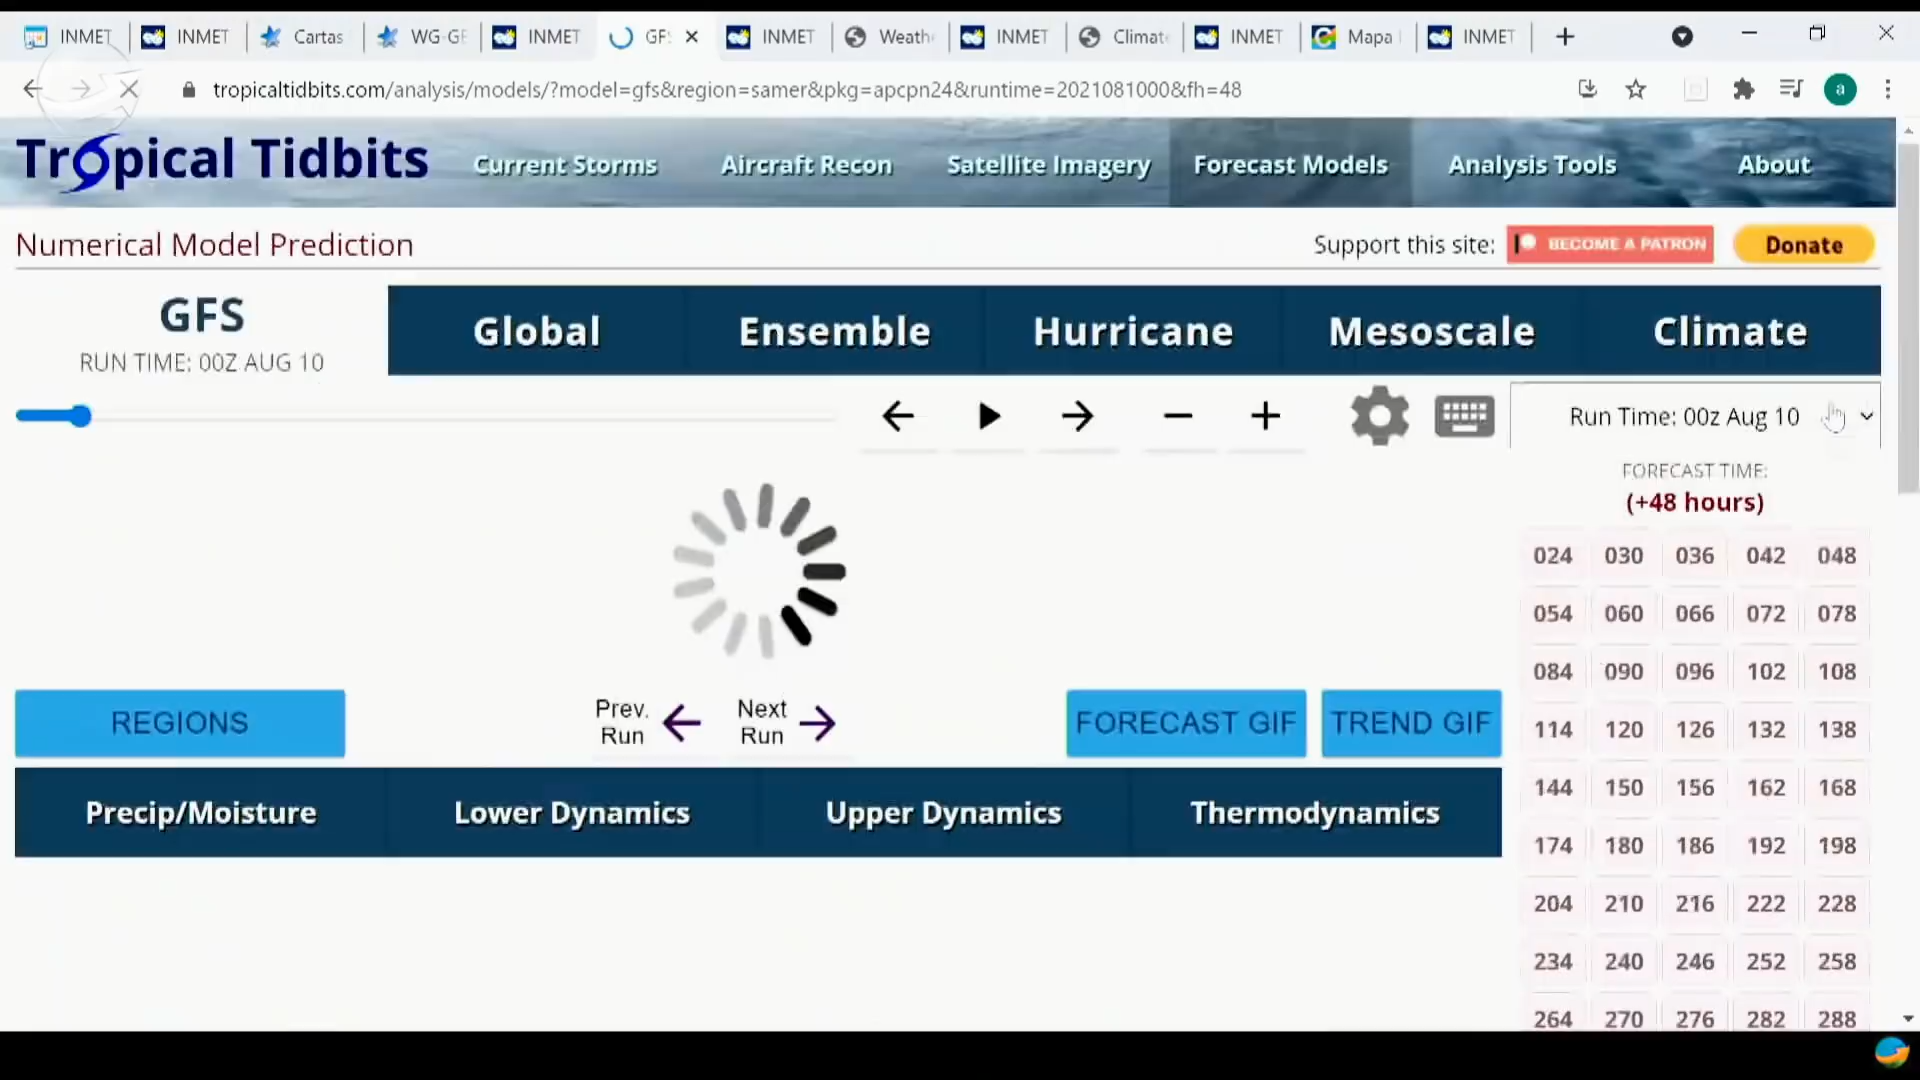 INMET INMET Cartas WG-GF INMET GF INMET Weath INMET Climat INMET Mapa INMET
tropicaltidbits.com/analysis/models/?model=gfs&region=samer&pkg=apcpn24&runtime=2021081000&fh=48
a
Tropical Tidbits Current Storms Aircraft Recon Satellite Imagery Forecast Models Analysis Tools About
Numerical Model Prediction Support this site: BECOME A PATRON Donate
GFS Global Ensemble Hurricane Mesoscale Climate
RUN TIME: 00Z AUG 10
Run Time: 00z Aug 10
FORECAST TIME:
(+48 hours)
024 030 036 042 048
054 060 066 072 078
084 090 096 102 108
114 120 126 132 138
144 150 156 162 168
174 180 186 192 198
204 210 216 222 228
234 240 246 252 258
264 270 276 282 288
REGIONS Prev. Run Next Run FORECAST GIF TREND GIF
Precip/Moisture Lower Dynamics Upper Dynamics Thermodynamics